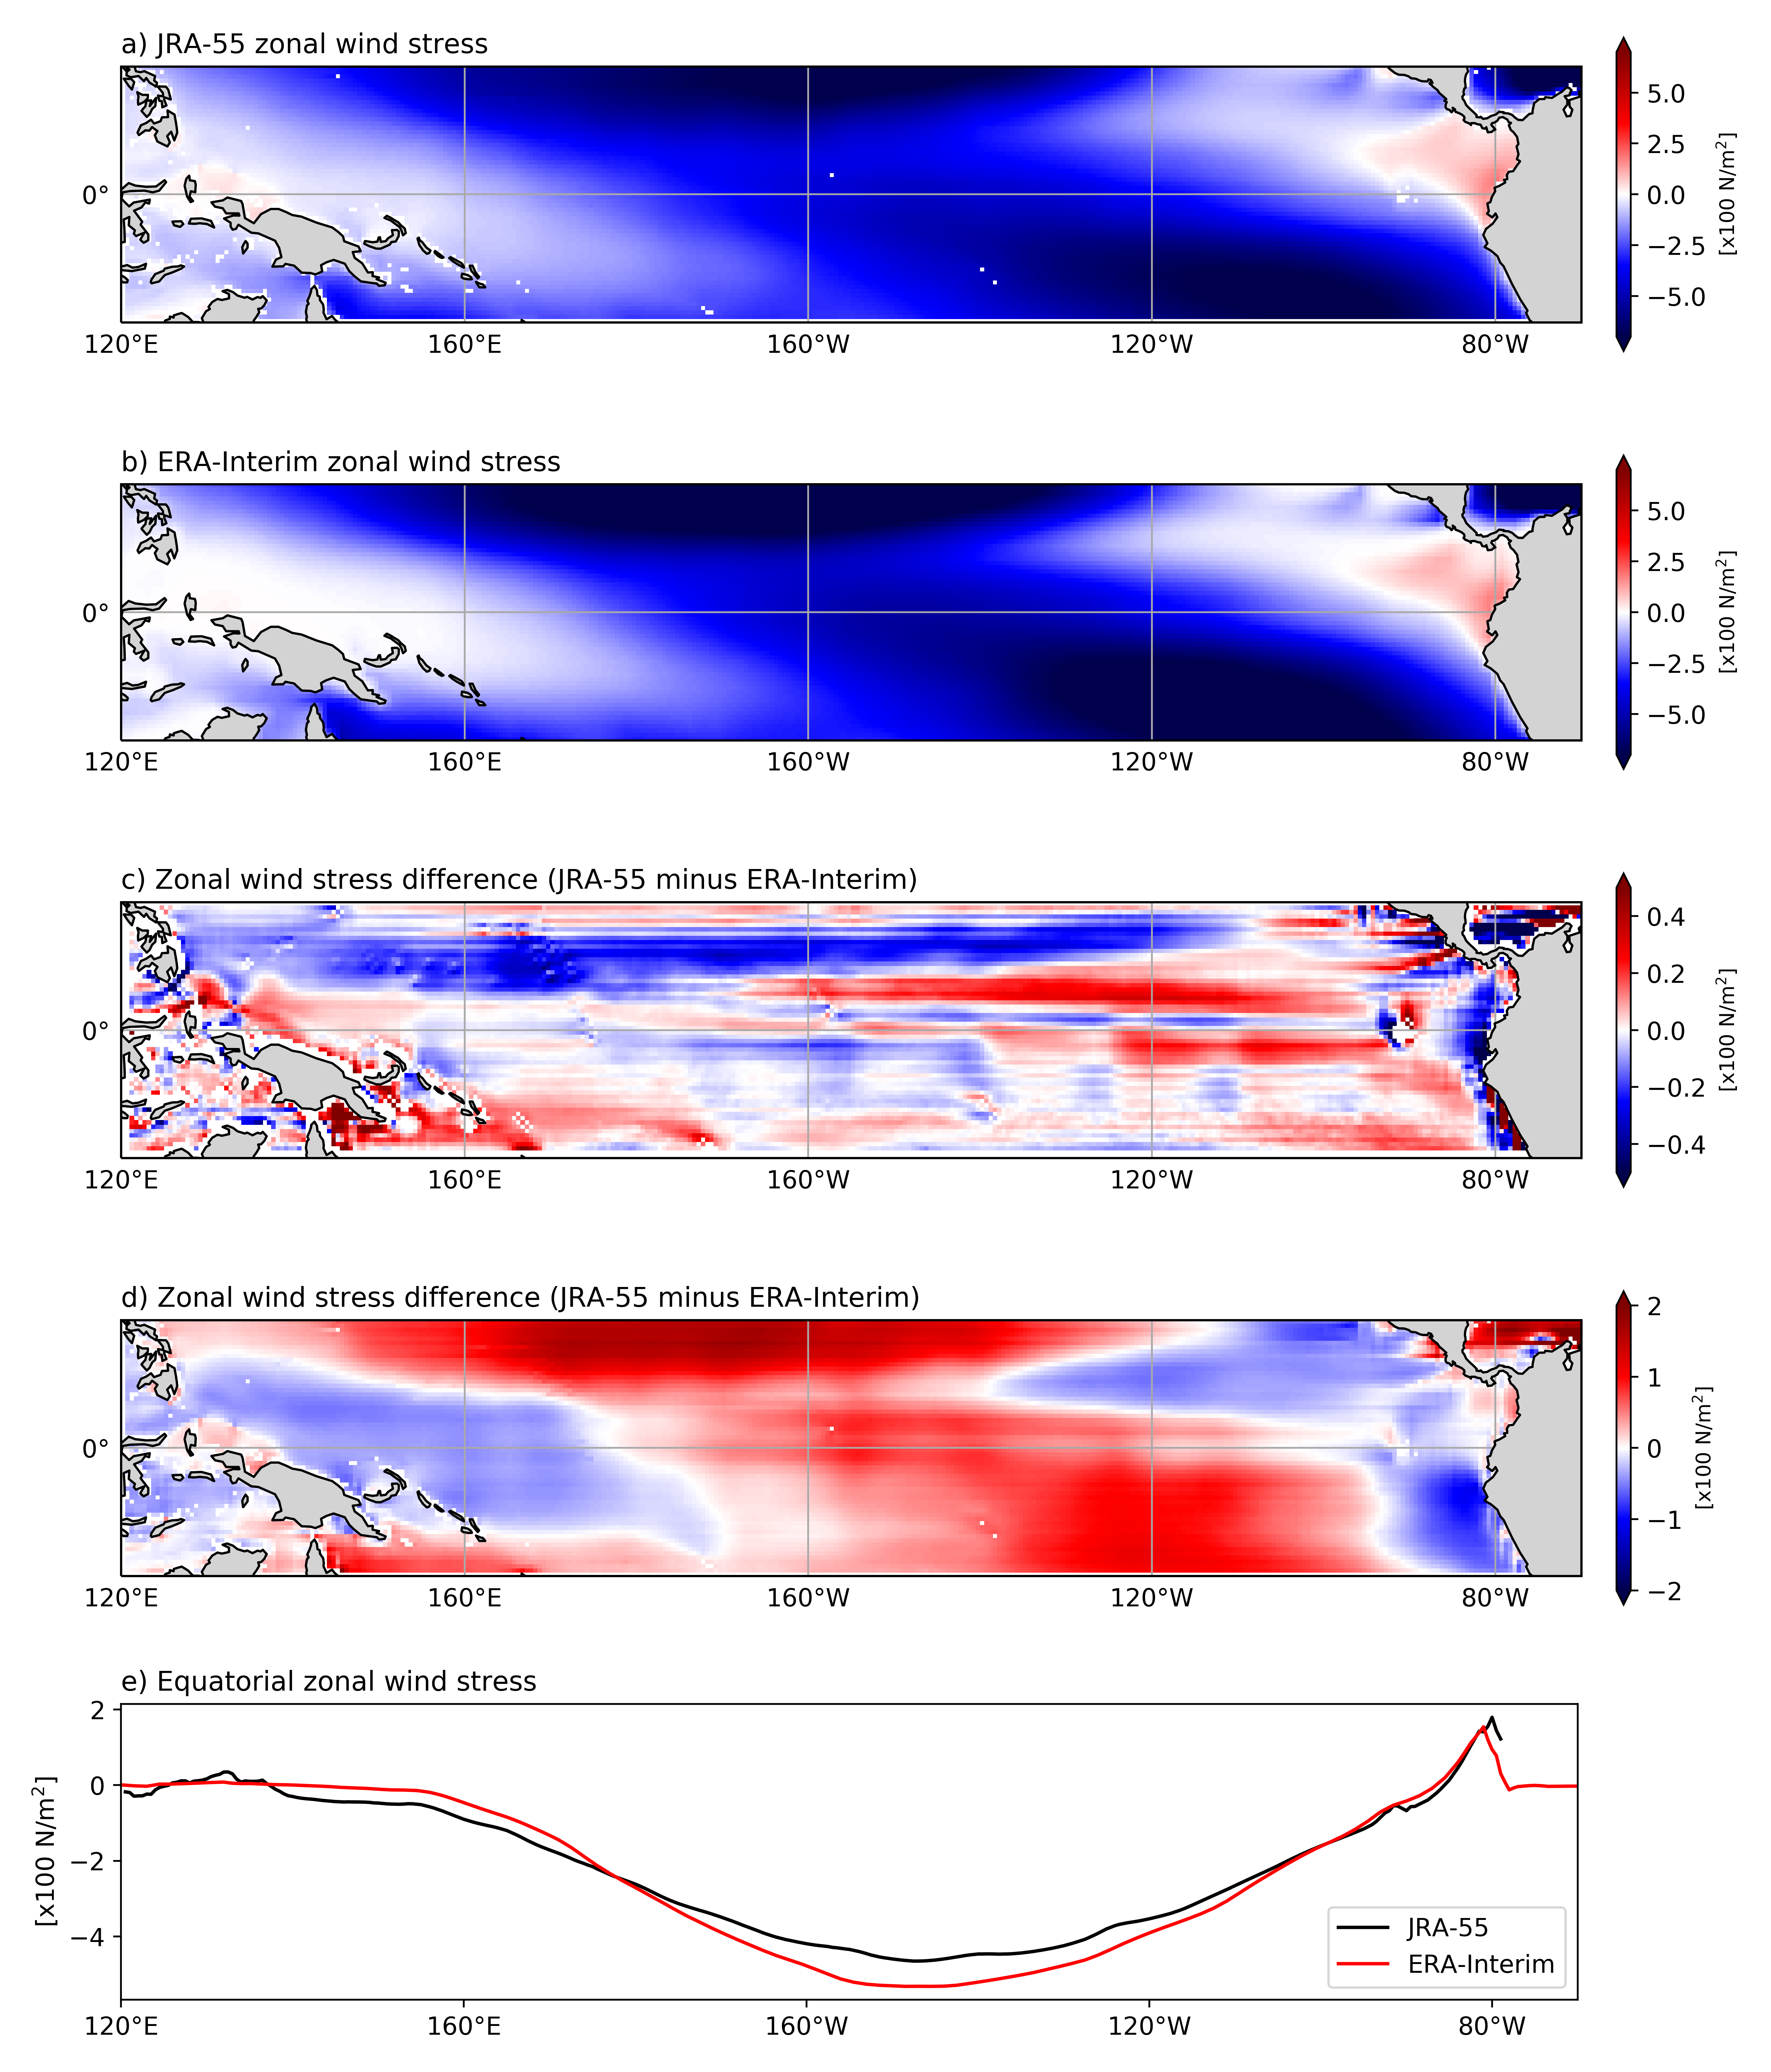 a) JRA-55 zonal wind stress
0°
120°E 160°E 160°W 120°W 80°W
5.0
2.5
0.0
−2.5
−5.0
[x100 N/m²]
b) ERA-Interim zonal wind stress
0°
120°E 160°E 160°W 120°W 80°W
5.0
2.5
0.0
−2.5
−5.0
[x100 N/m²]
c) Zonal wind stress difference (JRA-55 minus ERA-Interim)
0°
120°E 160°E 160°W 120°W 80°W
0.4
0.2
0.0
−0.2
−0.4
[x100 N/m²]
d) Zonal wind stress difference (JRA-55 minus ERA-Interim)
0°
120°E 160°E 160°W 120°W 80°W
2
1
0
−1
−2
[x100 N/m²]
e) Equatorial zonal wind stress
2
0
−2
−4
[x100 N/m²]
120°E 160°E 160°W 120°W 80°W
JRA-55
ERA-Interim